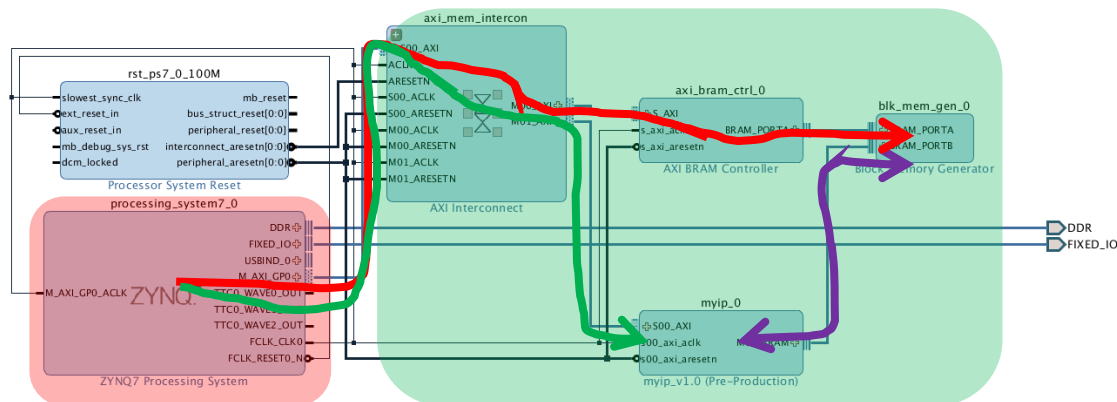 axi_mem_intercon
S00_AXI
ACLK
ARESETN
S00_ACLK
S00_ARESETN
M00_ACLK
M00_ARESETN
M01_ACLK
M01_ARESETN
AXI Interconnect
rst_ps7_0_100M
slowest_sync_clk
ext_reset_in
aux_reset_in
mb_debug_sys_rst
dcm_locked
mb_reset
bus_struct_reset[0:0]
peripheral_reset[0:0]
interconnect_aresetn[0:0]
peripheral_aresetn[0:0]
Processor System Reset
axi_bram_ctrl_0
S_AXI
s_axi_aresetn
BRAM_PORTA
AXI BRAM Controller
blk_mem_gen_0
BRAM_PORTA
BRAM_PORTB
Block Memory Generator
processing_system7_0
DDR
FIXED_IO
USBIND_0
M_AXI_GP0
TTC0_WAVE0_OUT
TTC0_WAVE2_OUT
FCLK_CLK0
FCLK_RESET0_N
M_AXI_GP0_ACLK
ZYNQ
ZYNQ7 Processing System
DDR
FIXED_IO
myip_0
S00_AXI
s00_axi_aclk
s00_axi_aresetn
myip_v1.0 (Pre-Production)